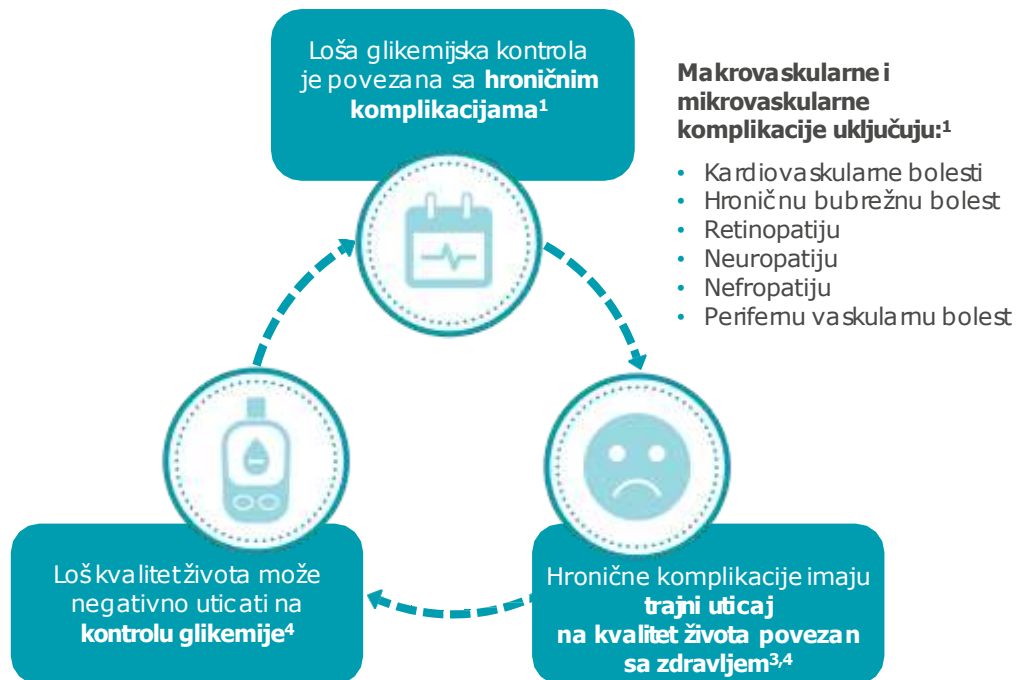 Loša glikemijska kontrola
je povezana sa hroničnim
komplikacijama¹
Makrovaskularne i
mikrovaskularne
komplikacije uključuju:¹
• Kardiovaskularne bolesti
• Hroničnu bubrežnu bolest
• Retinopatiju
• Neuropatiju
• Nefropatiju
• Perifernu vaskularnu bolest
Loš kvalitet života može
negativno uticati na
kontrolu glikemije⁴
Hronične komplikacije imaju
trajni uticaj
na kvalitet života povezan
sa zdravljem³,⁴